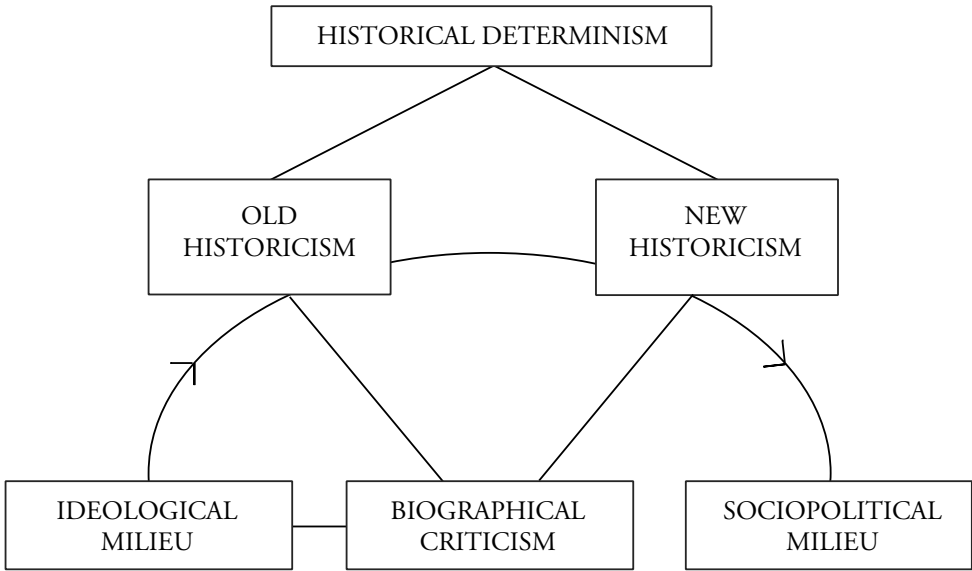 HISTORICAL DETERMINISM
OLD
HISTORICISM
NEW
HISTORICISM
IDEOLOGICAL
MILIEU
BIOGRAPHICAL
CRITICISM
SOCIOPOLITICAL
MILIEU